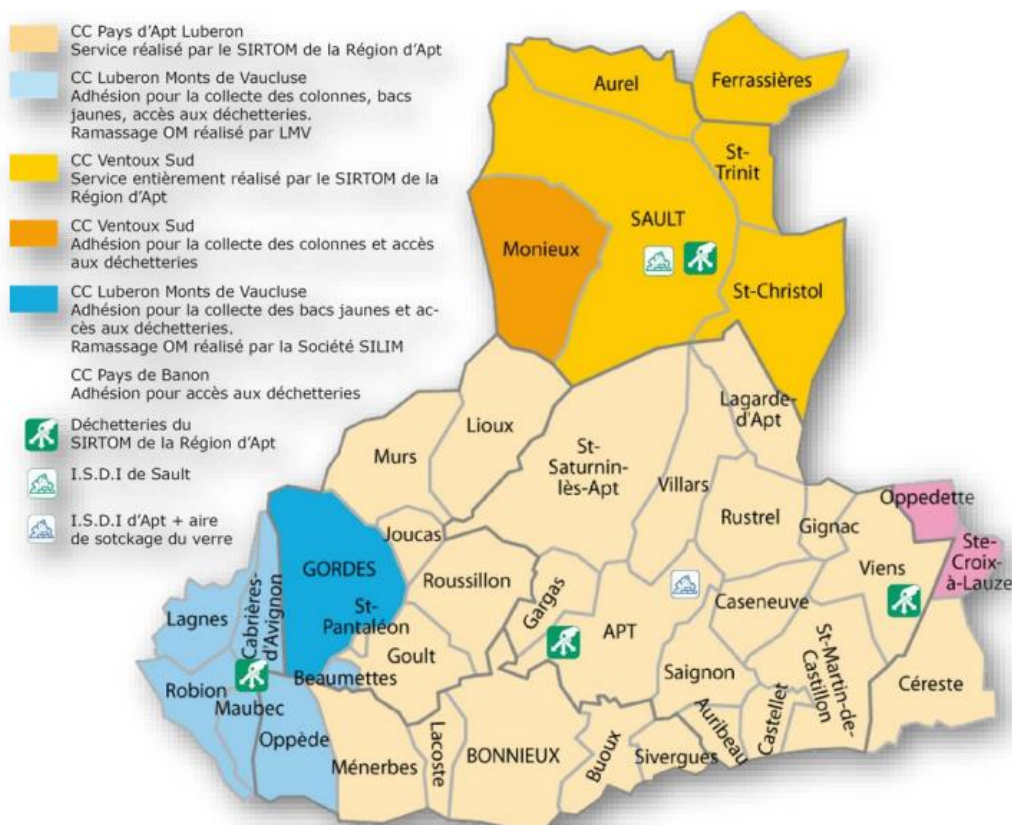 CC Pays d'Apt Luberon
Service réalisé par le SIRTOM de la Région d'Apt
CC Luberon Monts de Vaucluse
Adhésion pour la collecte des colonnes, bacs
jaunes, accès aux déchetteries.
Ramassage OM réalisé par LMV
CC Ventoux Sud
Service entièrement réalisé par le SIRTOM de la
Région d'Apt
CC Ventoux Sud
Adhésion pour la collecte des colonnes et accès
aux déchetteries
CC Luberon Monts de Vaucluse
Adhésion pour la collecte des bacs jaunes et ac-
cès aux déchetteries.
Ramassage OM réalisé par la Société SILIM
CC Pays de Banon
Adhésion pour accès aux déchetteries
Déchetteries du
SIRTOM de la Région d'Apt
I.S.D.I de Sault
I.S.D.I d'Apt + aire
de sotckage du verre
Aurel
Ferrassières
St-
Trinit
SAULT
Monieux
St-Christol
Lagarde-
d'Apt
Lioux
Murs
St-
Saturnin-
lès-Apt
Villars
Rustrel
Gignac
Oppedette
Ste-
Croix-
à-Lauze
Viens
Joucas
GORDES
Roussillon
Gargas
Caseneuve
St-
Pantaléon
Cabrières-
d'Avignon
Lagnes
Goult
APT
Saignon
St-Martin-de-
Castillon
Céreste
Beaumettes
Robion
Maubec
Oppède
Ménerbes
Lacoste
BONNIEUX
Buoux
Sivergues
Auribeau
Castellet